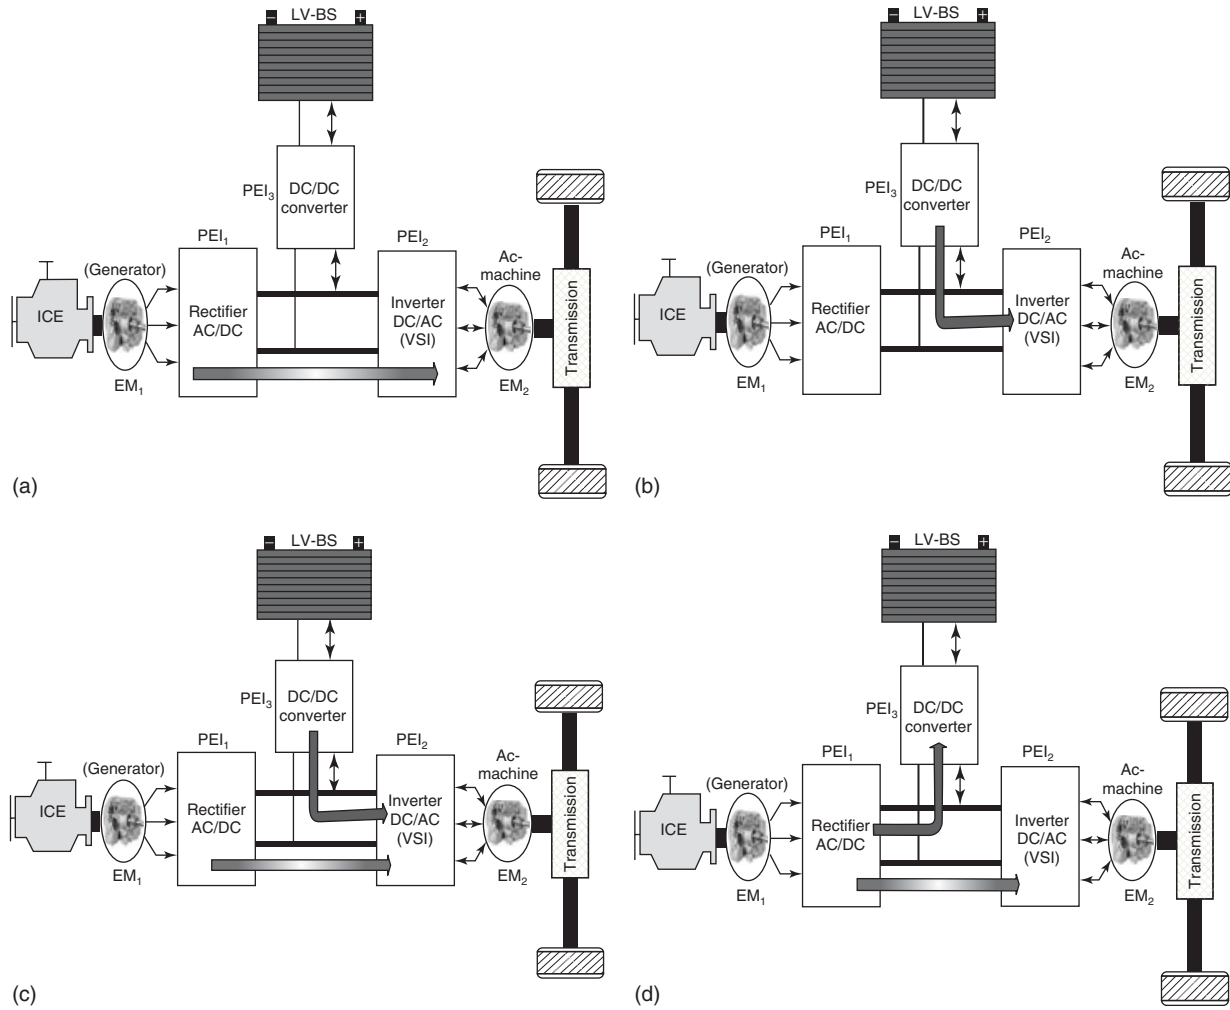 − LV-BS +
PEI3
DC/DC
converter
PEI1
PEI2
(Generator)
Ac-
machine
ICE
Rectifier
AC/DC
Inverter
DC/AC
(VSI)
Transmission
EM1
EM2
(a)
− LV-BS +
PEI3
DC/DC
converter
PEI1
PEI2
(Generator)
Ac-
machine
ICE
Rectifier
AC/DC
Inverter
DC/AC
(VSI)
Transmission
EM1
EM2
(b)
− LV-BS +
PEI3
DC/DC
converter
PEI1
PEI2
(Generator)
Ac-
machine
ICE
Rectifier
AC/DC
Inverter
DC/AC
(VSI)
Transmission
EM1
EM2
(c)
− LV-BS +
PEI3
DC/DC
converter
PEI1
PEI2
(Generator)
Ac-
machine
ICE
Rectifier
AC/DC
Inverter
DC/AC
(VSI)
Transmission
EM1
EM2
(d)